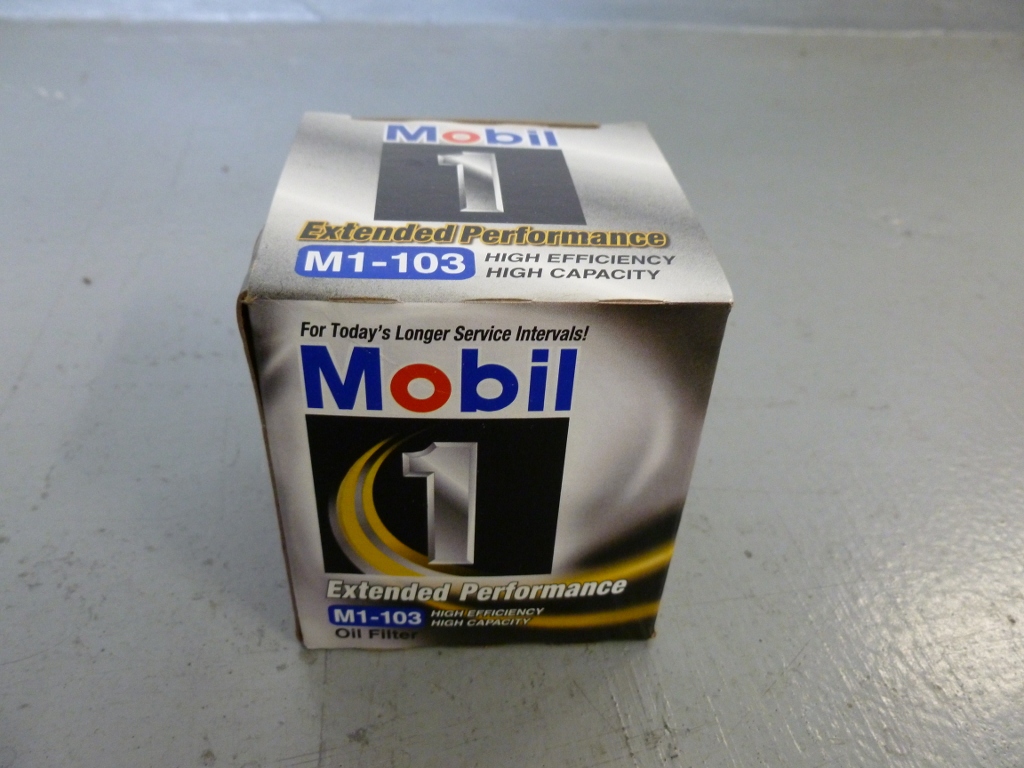 Mobil
1
Extended Performance
M1-103 HIGH EFFICIENCY
HIGH CAPACITY
For Today's Longer Service Intervals!
Mobil
1
Extended Performance
M1-103 HIGH EFFICIENCY
HIGH CAPACITY
Oil Filter